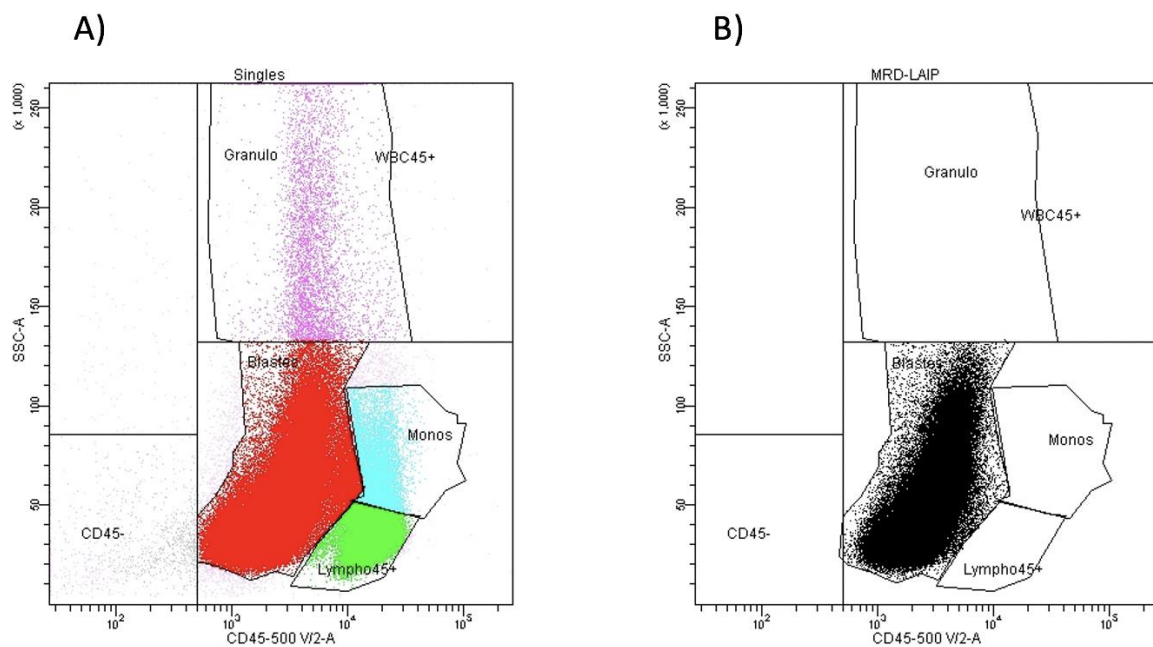 A)
B)
Singles
MRD-LAIP
(x 1,000)
SSC-A
250
200
150
100
50
Granulo
WBC45+
Blastes
Monos
CD45-
Lympho45+
10²
10³
10⁴
10⁵
CD45-500 V/2-A
(x 1,000)
SSC-A
250
200
150
100
50
Granulo
WBC45+
Blastes
Monos
CD45-
Lympho45+
10²
10³
10⁴
10⁵
CD45-500 V/2-A